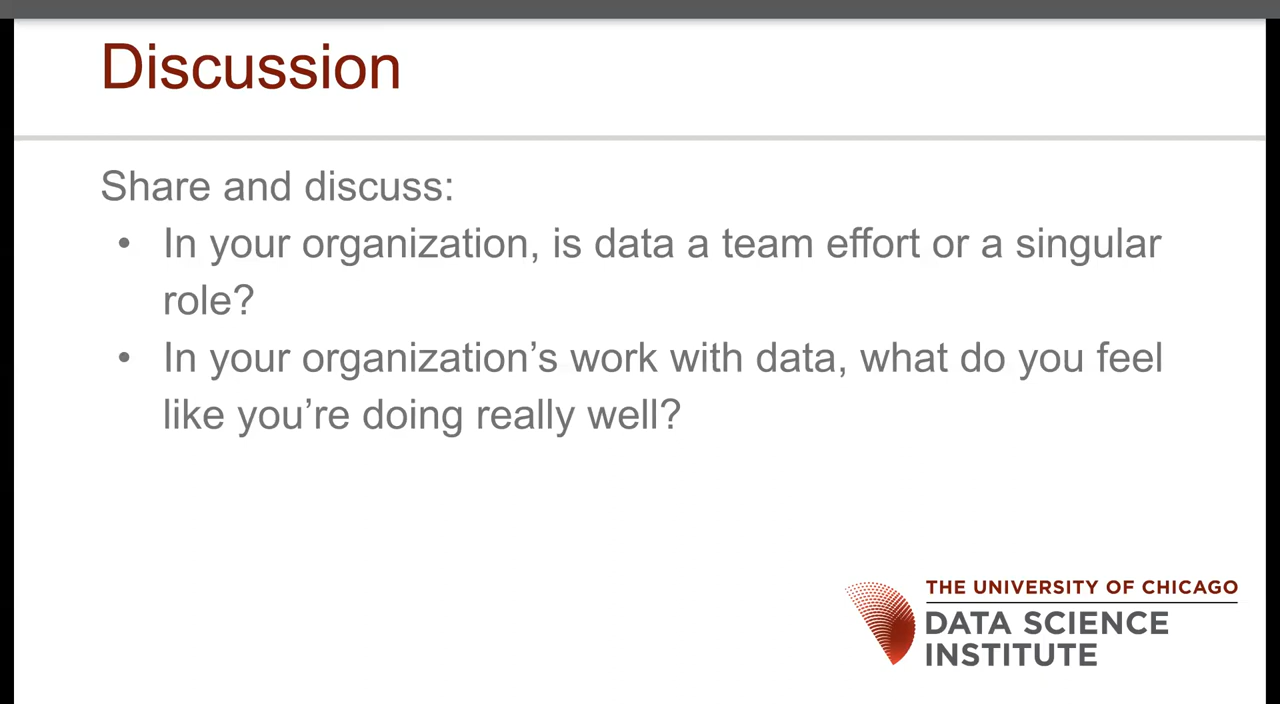 Discussion
Share and discuss:
• In your organization, is data a team effort or a singular
role?
• In your organization’s work with data, what do you feel
like you’re doing really well?
THE UNIVERSITY OF CHICAGO
DATA SCIENCE
INSTITUTE